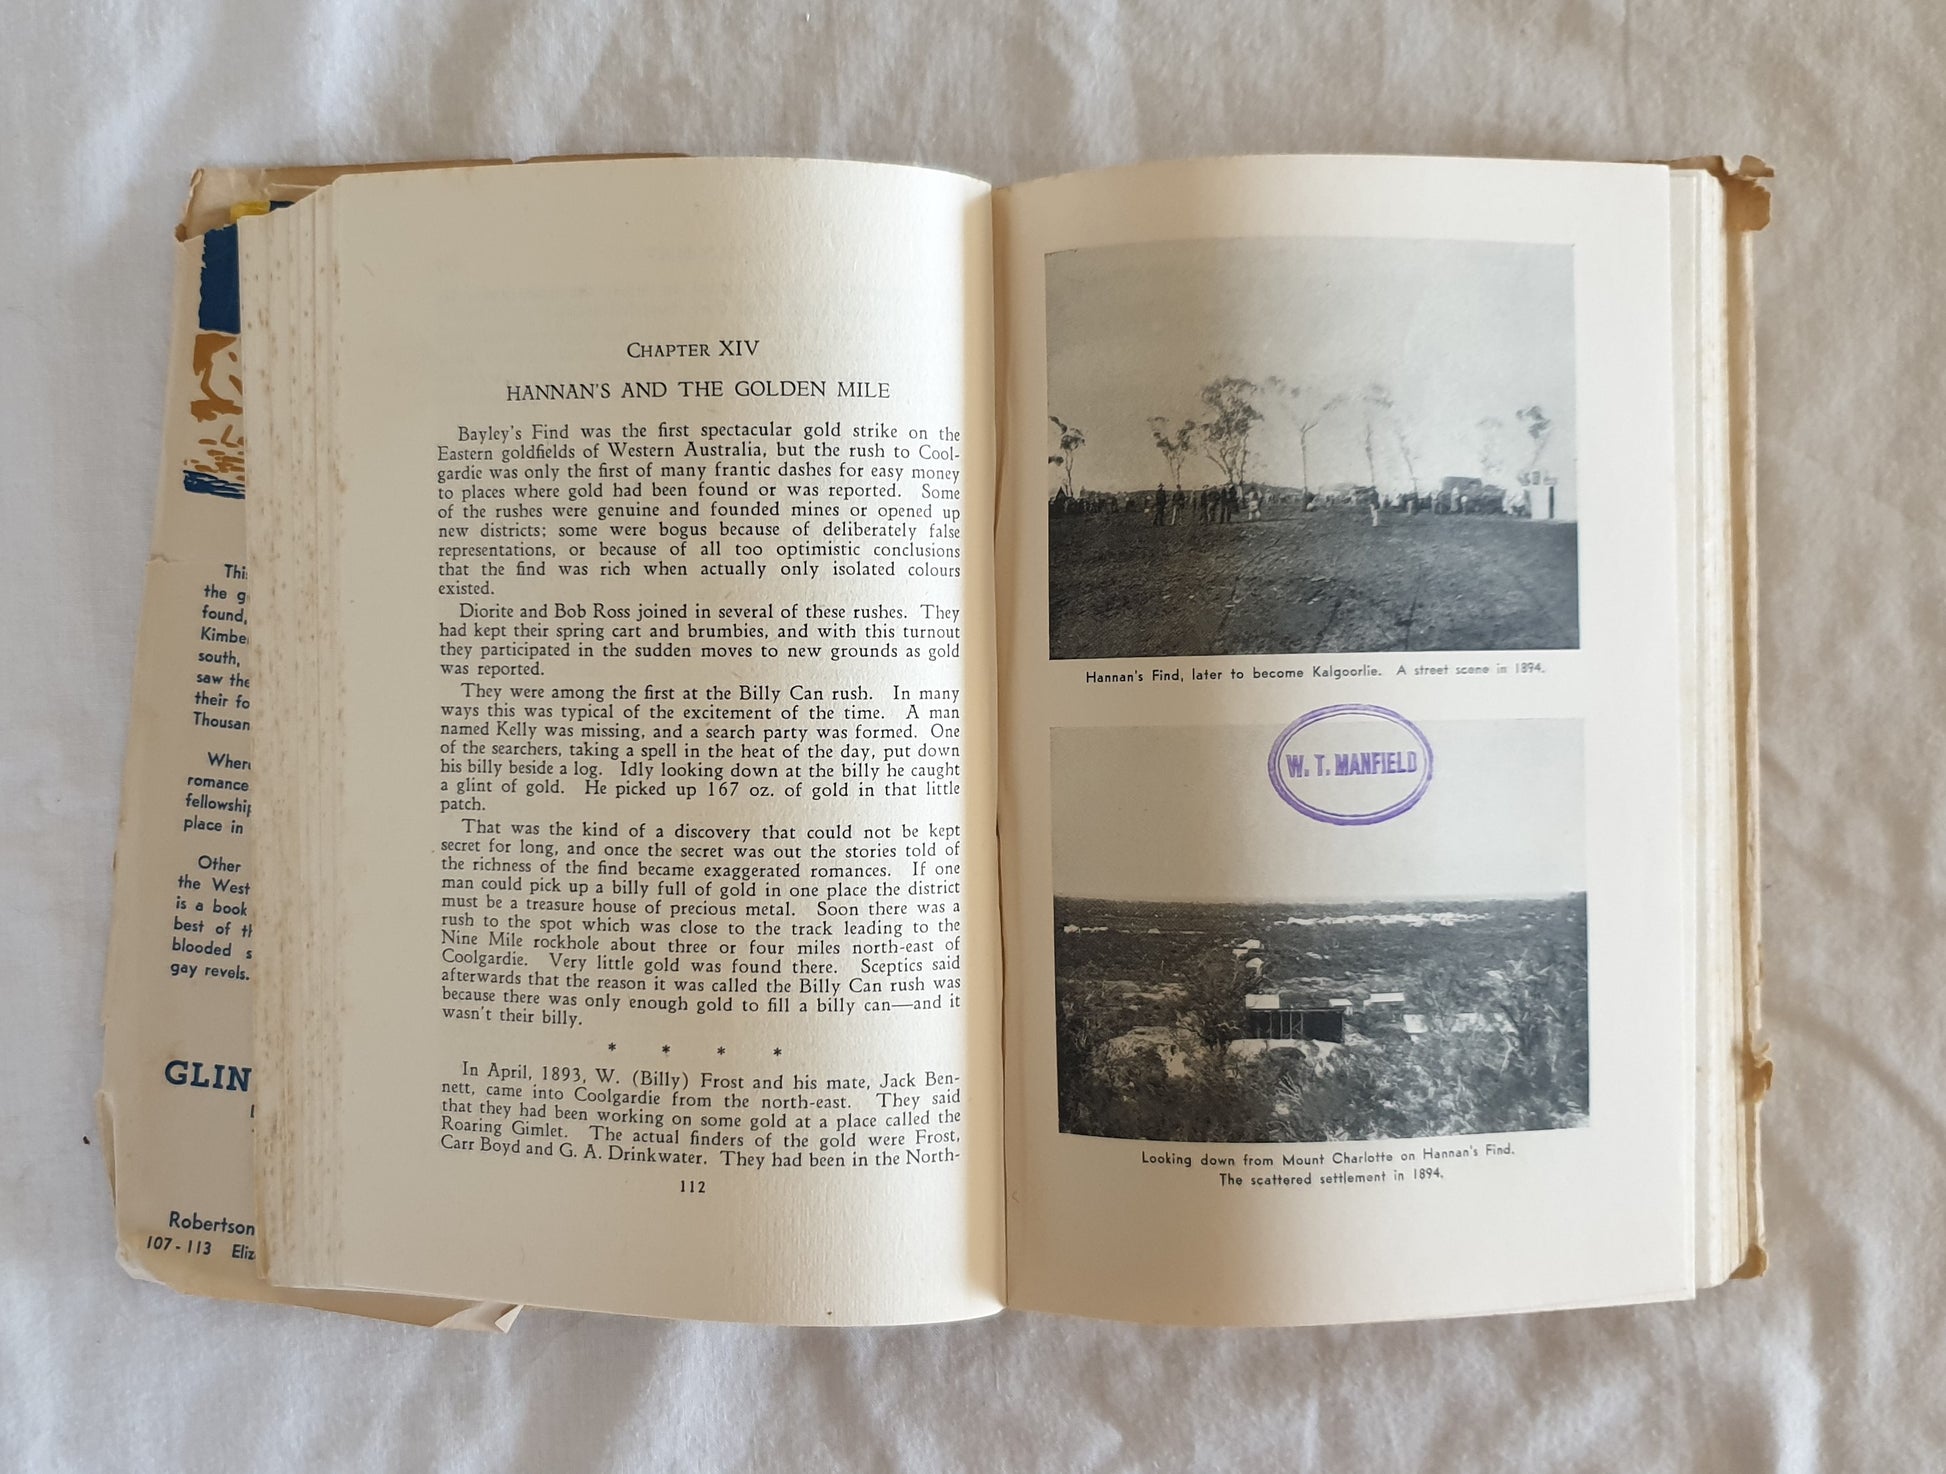 Thi
the g
found,
Kimbe
south,
saw the
their fo
Thousan
Wher
romance
fellowship
place in
Other
the West
is a book
best of th
blooded s
gay revels.
GLIN
Robertson
107-113 Eliz
CHAPTER XIV
HANNAN'S AND THE GOLDEN MILE
Bayley's Find was the first spectacular gold strike on the
Eastern goldfields of Western Australia, but the rush to Cool-
gardie was only the first of many frantic dashes for easy money
to places where gold had been found or was reported. Some
of the rushes were genuine and founded mines or opened up
new districts; some were bogus because of deliberately false
representations, or because of all too optimistic conclusions
that the find was rich when actually only isolated colours
existed.
Diorite and Bob Ross joined in several of these rushes. They
had kept their spring cart and brumbies, and with this turnout
they participated in the sudden moves to new grounds as gold
was reported.
They were among the first at the Billy Can rush. In many
ways this was typical of the excitement of the time. A man
named Kelly was missing, and a search party was formed. One
of the searchers, taking a spell in the heat of the day, put down
his billy beside a log. Idly looking down at the billy he caught
a glint of gold. He picked up 167 oz. of gold in that little
patch.
That was the kind of a discovery that could not be kept
secret for long, and once the secret was out the stories told of
the richness of the find became exaggerated romances. If one
man could pick up a billy full of gold in one place the district
must be a treasure house of precious metal. Soon there was a
rush to the spot which was close to the track leading to the
Nine Mile rockhole about three or four miles north-east of
Coolgardie. Very little gold was found there. Sceptics said
afterwards that the reason it was called the Billy Can rush was
because there was only enough gold to fill a billy can—and it
wasn't their billy.
* * * *
In April, 1893, W. (Billy) Frost and his mate, Jack Ben-
nett, came into Coolgardie from the north-east. They said
that they had been working on some gold at a place called the
Roaring Gimlet. The actual finders of the gold were Frost,
Carr Boyd and G. A. Drinkwater. They had been in the North-
112
Hannan's Find, later to become Kalgoorlie. A street scene in 1894.
W. T. MANFIELD
Looking down from Mount Charlotte on Hannan's Find.
The scattered settlement in 1894.